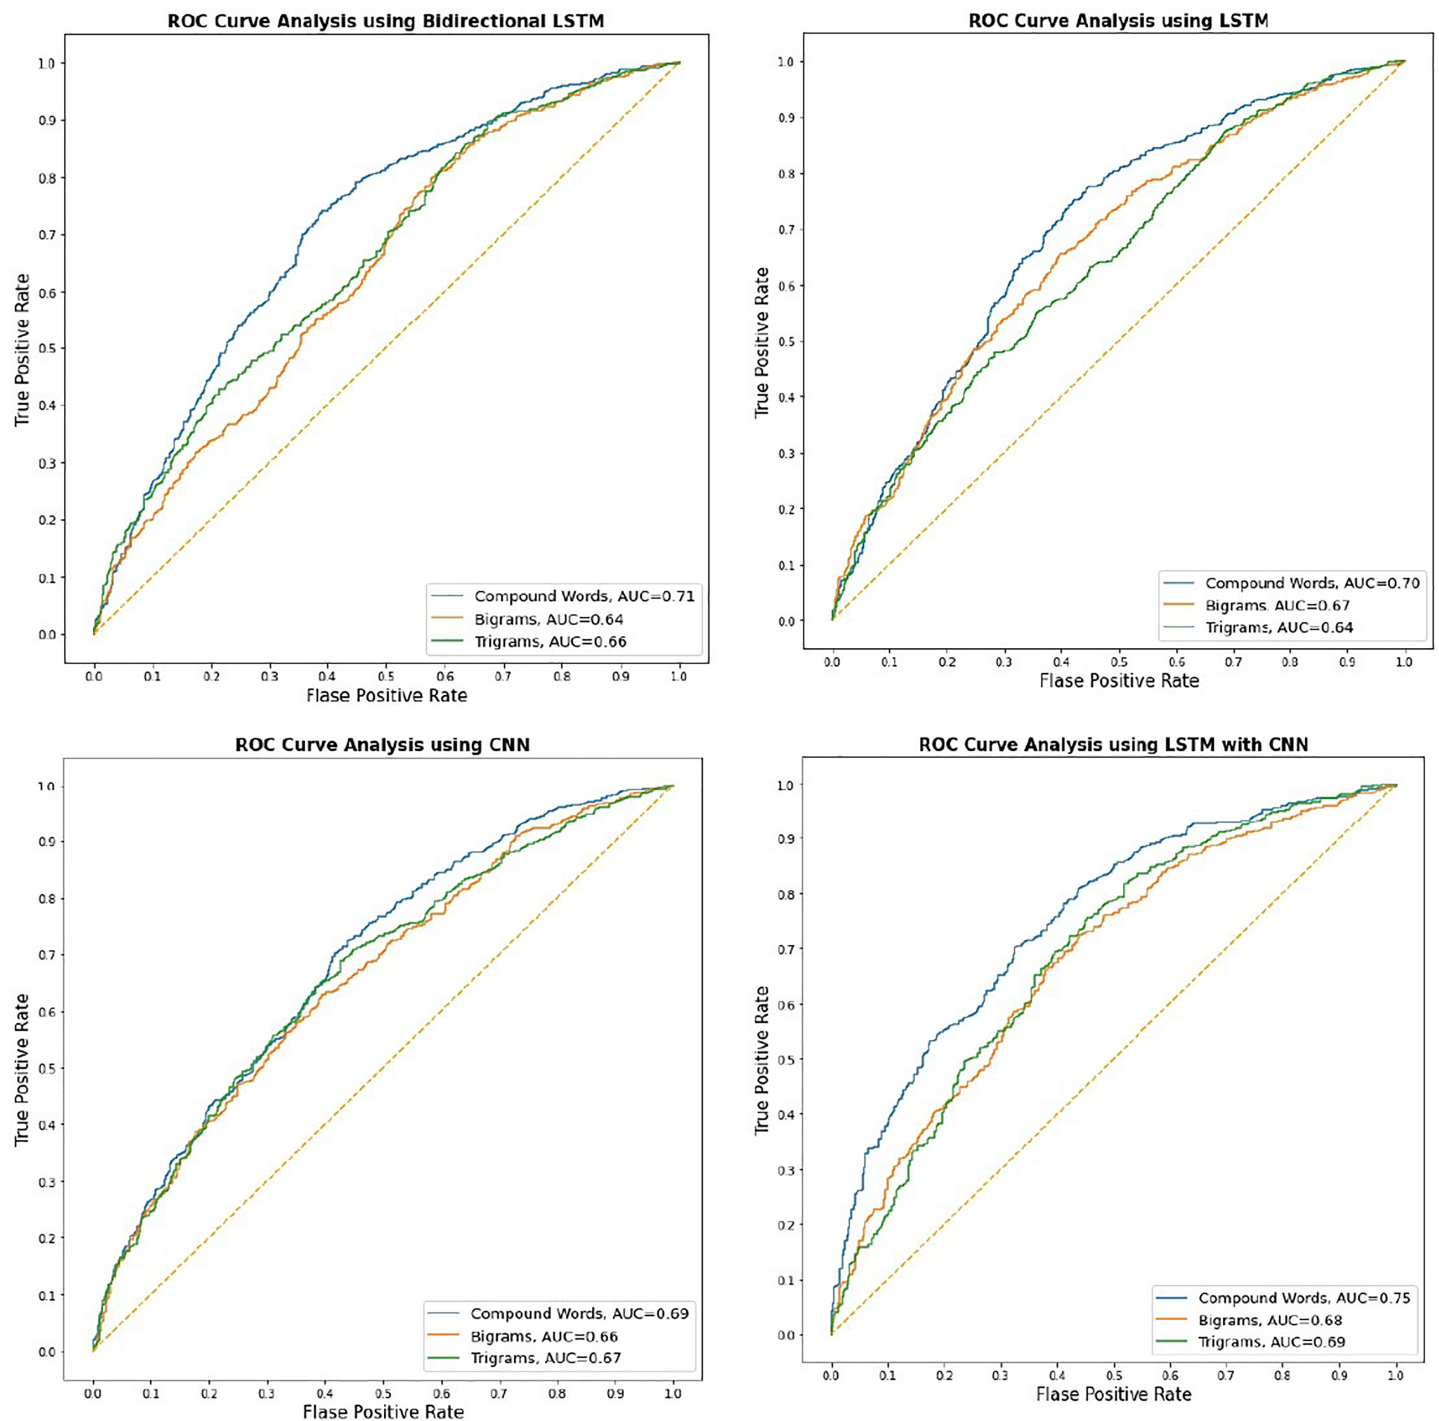 ROC Curve Analysis using Bidirectional LSTM
True Positive Rate
1.0
0.9
0.8
0.7
0.6
0.5
0.4
0.3
0.2
0.1
0.0
Compound Words, AUC=0.71
Bigrams, AUC=0.64
Trigrams, AUC=0.66
0.0 0.1 0.2 0.3 0.4 0.5 0.6 0.7 0.8 0.9 1.0
Flase Positive Rate
ROC Curve Analysis using LSTM
True Positive Rate
1.0
0.9
0.8
0.7
0.6
0.5
0.4
0.3
0.2
0.1
0.0
Compound Words, AUC=0.70
Bigrams. AUC=0.67
Trigrams, AUC=0.64
0.0 0.1 0.2 0.3 0.4 0.5 0.6 0.7 0.8 0.9 1.0
Flase Positive Rate
ROC Curve Analysis using CNN
True Positive Rate
1.0
0.9
0.8
0.7
0.6
0.5
0.4
0.3
0.2
0.1
0.0
Compound Words, AUC=0.69
Bigrams, AUC=0.66
Trigrams, AUC=0.67
0.0 0.1 0.2 0.3 0.4 0.5 0.6 0.7 0.8 0.9 1.0
Flase Positive Rate
ROC Curve Analysis using LSTM with CNN
True Positive Rate
1.0
0.9
0.8
0.7
0.6
0.5
0.4
0.3
0.2
0.1
0.0
Compound Words, AUC=0.75
Bigrams, AUC=0.68
Trigrams, AUC=0.69
0.0 0.1 0.2 0.3 0.4 0.5 0.6 0.7 0.8 0.9 1.0
Flase Positive Rate